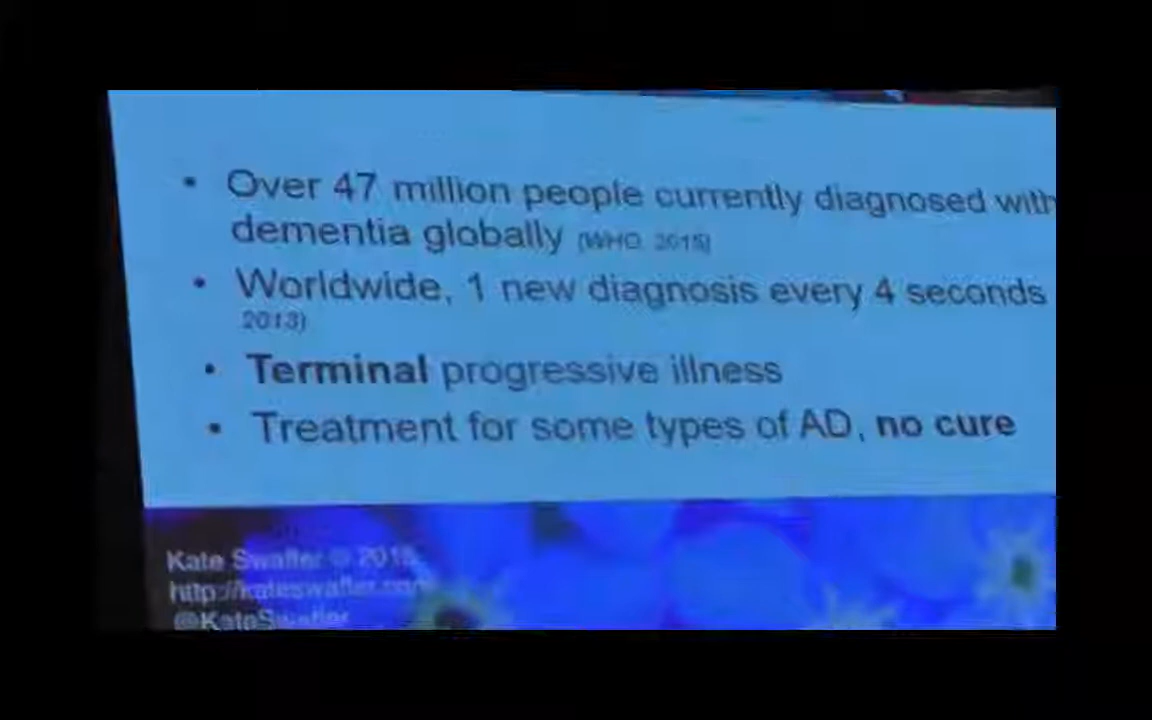 • Over 47 million people currently diagnosed with
dementia globally (WHO, 2015)
• Worldwide, 1 new diagnosis every 4 seconds
2013)
• Terminal progressive illness
• Treatment for some types of AD, no cure
Kate Swaffer © 2015
http://kateswaffer.com
@KateSwaffer